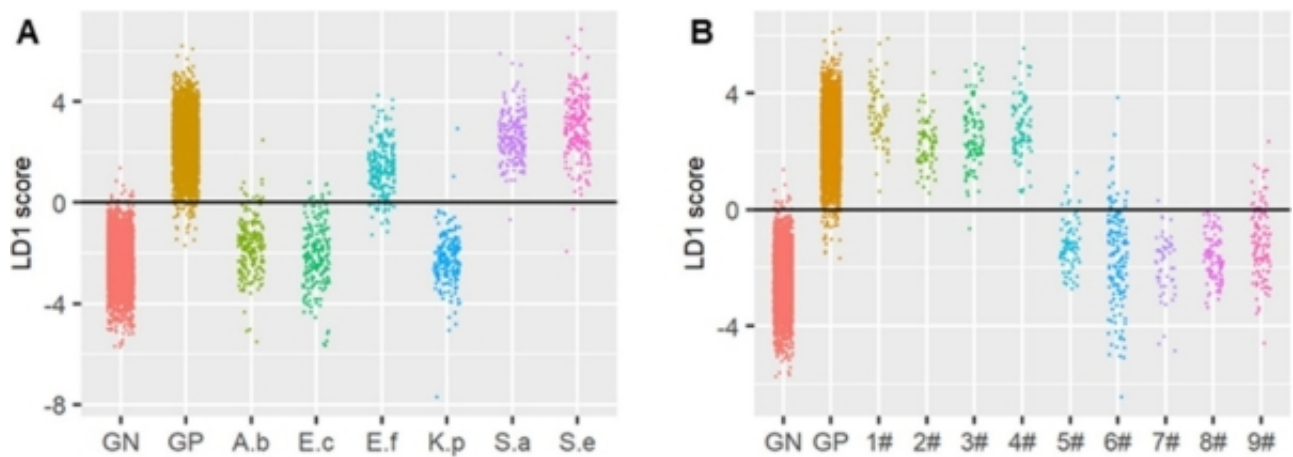 A
LD1 score
4
0
-4
-8
GN GP A.b E.c E.f K.p S.a S.e
B
LD1 score
4
0
-4
GN GP 1# 2# 3# 4# 5# 6# 7# 8# 9#